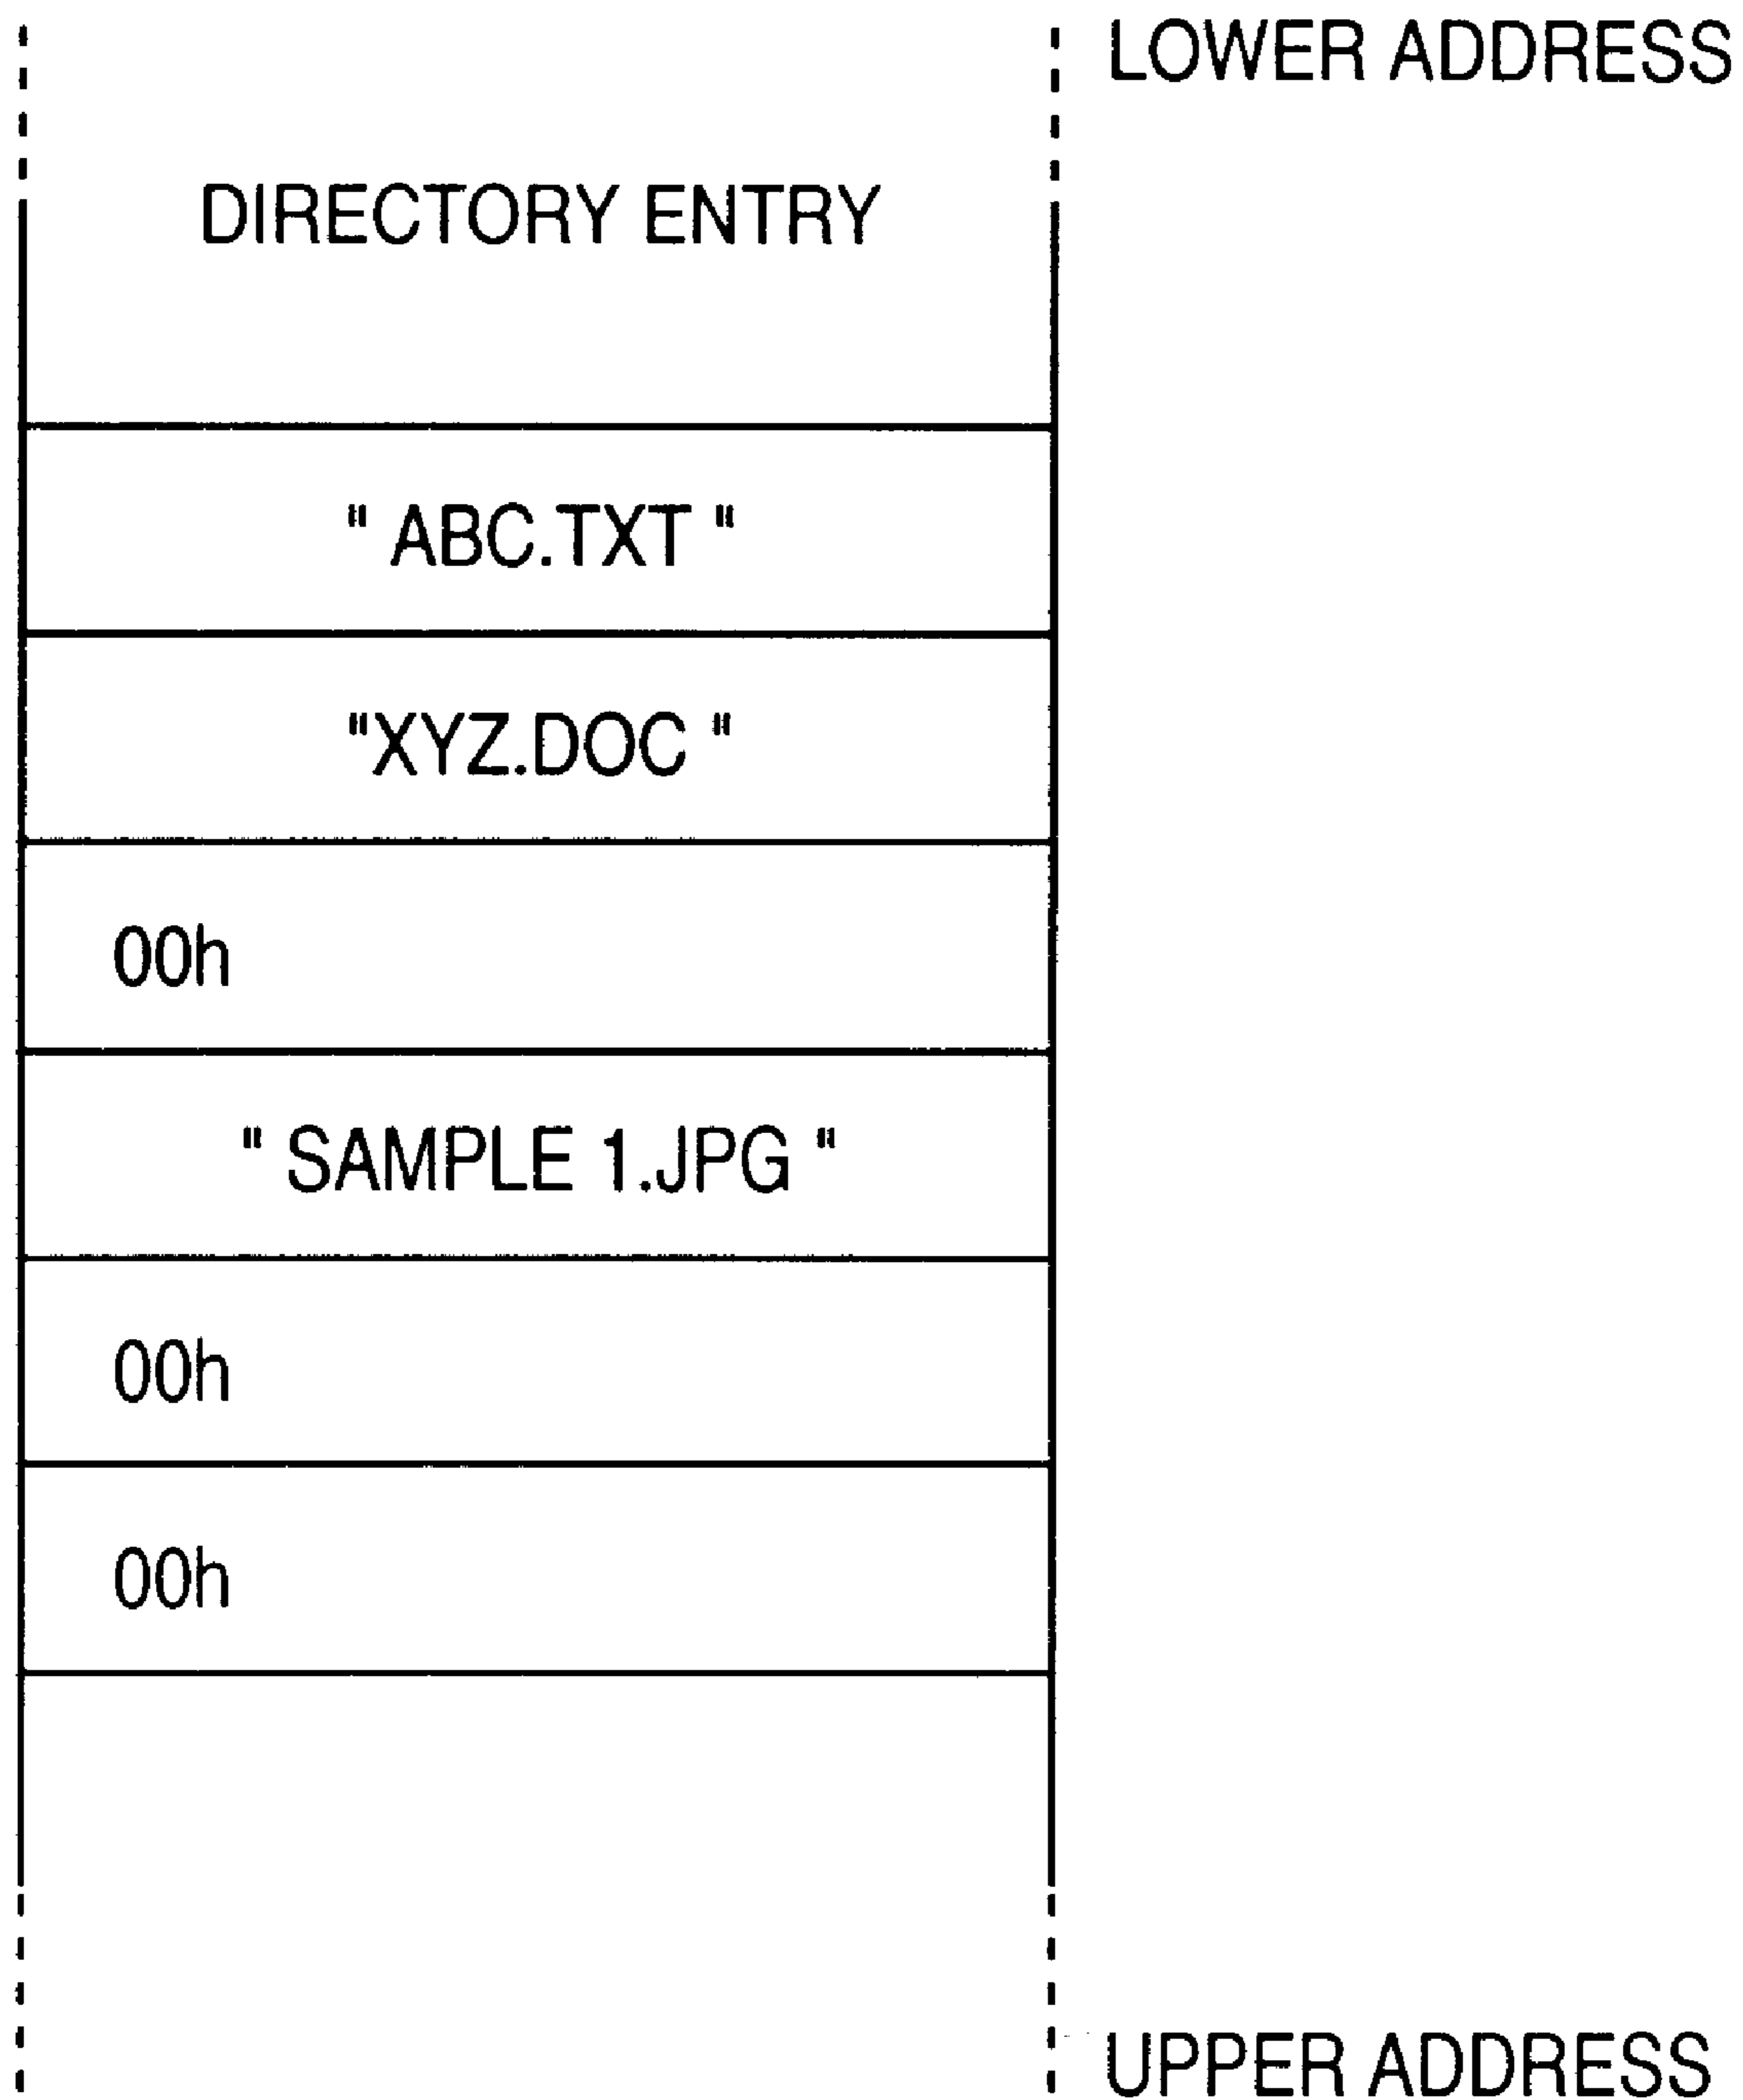 LOWER ADDRESS
DIRECTORY ENTRY
" ABC.TXT "
"XYZ.DOC "
00h
" SAMPLE 1.JPG "
00h
00h
UPPER ADDRESS